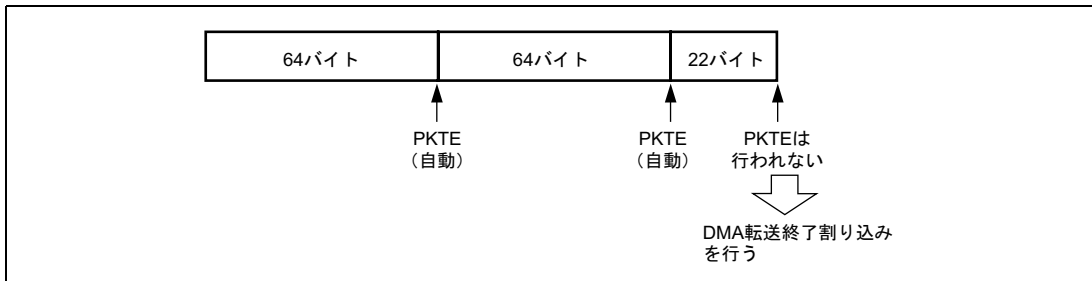 64バイト
64バイト
22バイト
PKTE
(自動)
PKTE
(自動)
PKTEは
行われない
DMA転送終了割り込み
を行う